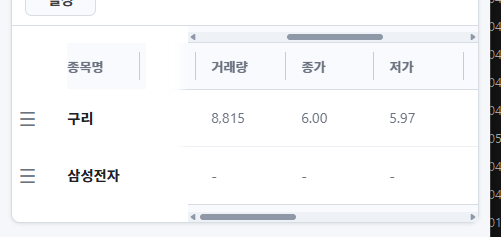 종목명 거래량 종가 저가
구리 8,815 6.00 5.97
삼성전자 - - -